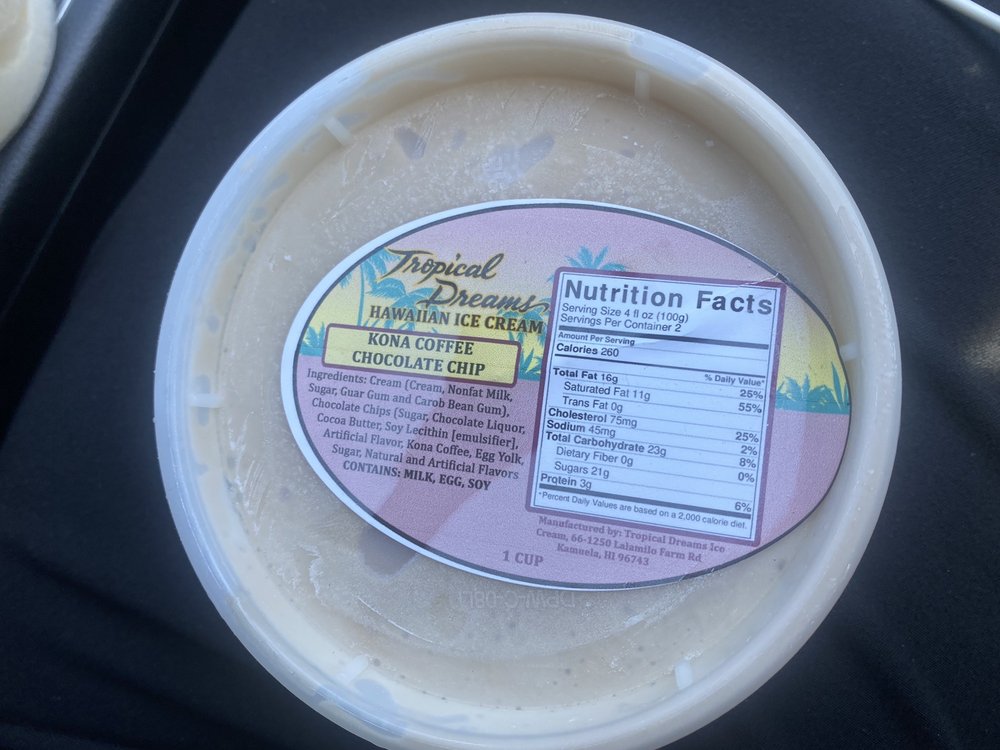 Tropical
Dreams
HAWAIIAN ICE CREAM
KONA COFFEE
CHOCOLATE CHIP
Ingredients: Cream (Cream, Nonfat Milk,
Sugar, Guar Gum and Carob Bean Gum),
Chocolate Chips (Sugar, Chocolate Liquor,
Cocoa Butter, Soy Lecithin [emulsifier],
Artificial Flavor, Kona Coffee, Egg Yolk,
Sugar, Natural and Artificial Flavors
CONTAINS: MILK, EGG, SOY
Nutrition Facts
Serving Size 4 fl oz (100g)
Servings Per Container 2
Amount Per Serving
Calories 260
% Daily Value*
Total Fat 16g 25%
Saturated Fat 11g 55%
Trans Fat 0g
Cholesterol 75mg 25%
Sodium 45mg 2%
Total Carbohydrate 23g 8%
Dietary Fiber 0g 0%
Sugars 21g
Protein 3g 6%
*Percent Daily Values are based on a 2,000 calorie diet.
Manufactured by: Tropical Dreams Ice
Cream, 66-1250 Lalamilo Farm Rd
Kamuela, HI 96743
1 CUP